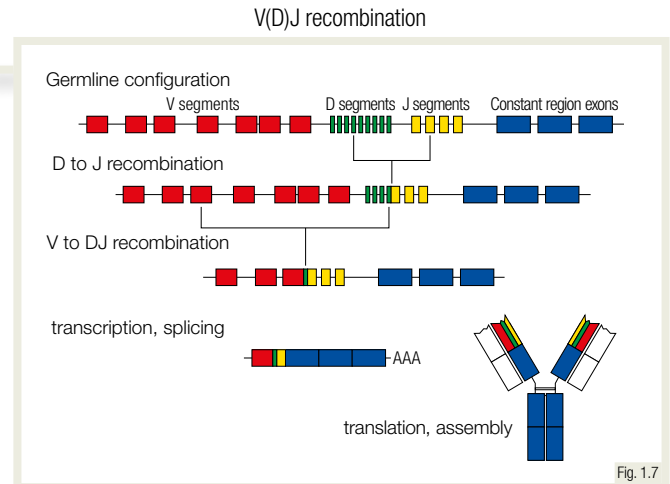 V(D)J recombination
Germline configuration
V segments D segments J segments Constant region exons
D to J recombination
V to DJ recombination
transcription, splicing
AAA
translation, assembly
Fig. 1.7